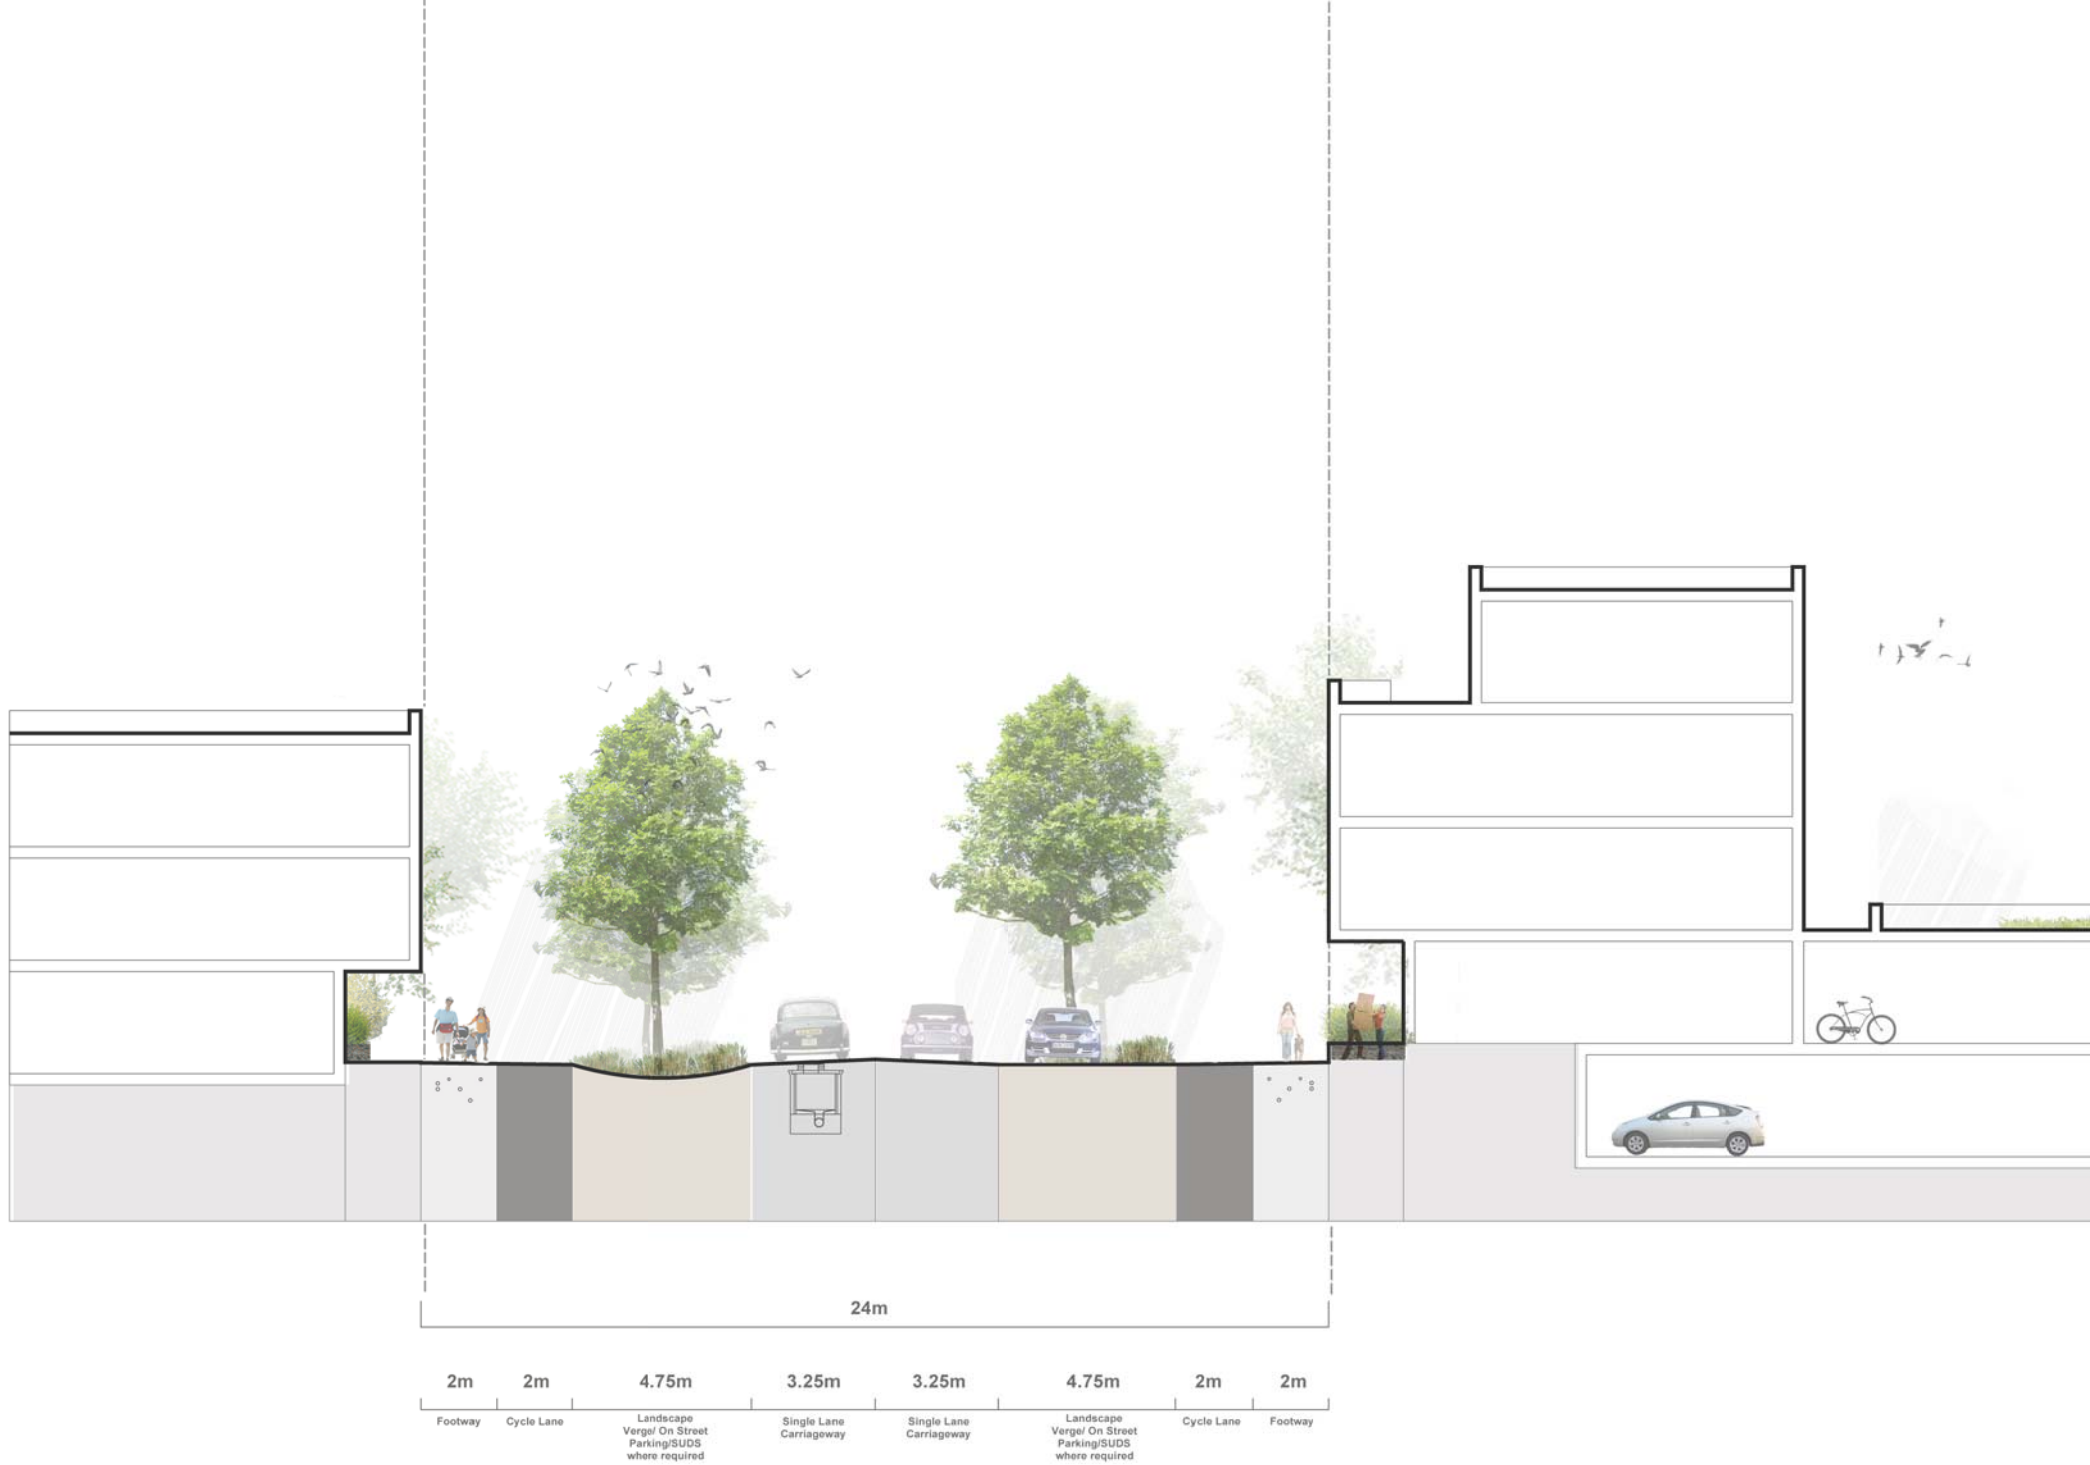 24m
2m
2m
4.75m
3.25m
3.25m
4.75m
2m
2m
Footway
Cycle Lane
Landscape
Verge/ On Street
Parking/SUDS
where required
Single Lane
Carriageway
Single Lane
Carriageway
Landscape
Verge/ On Street
Parking/SUDS
where required
Cycle Lane
Footway